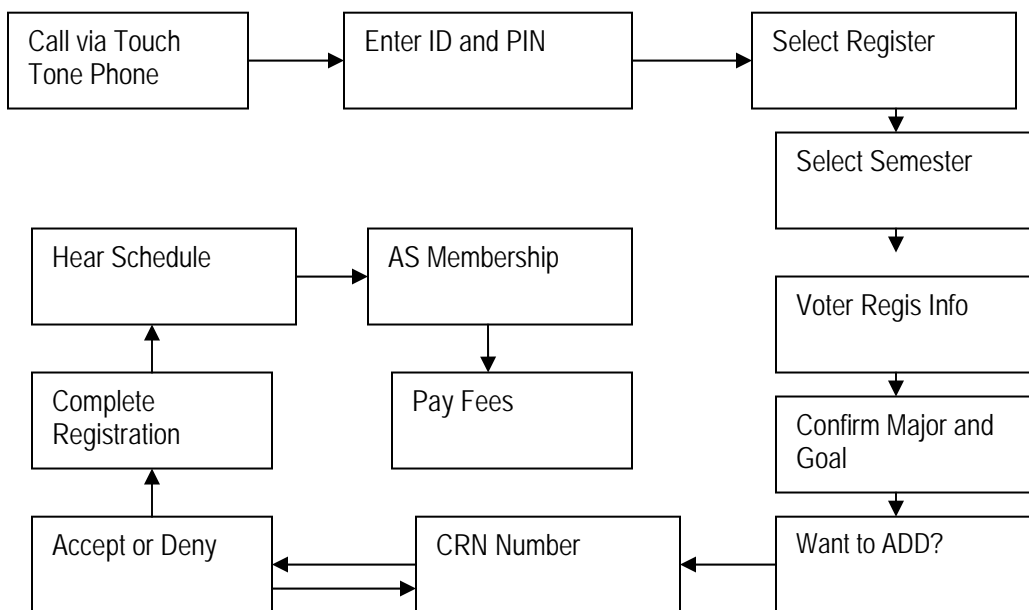 Call via Touch
Tone Phone
Enter ID and PIN
Select Register
Select Semester
Voter Regis Info
Confirm Major and
Goal
Want to ADD?
CRN Number
Accept or Deny
Complete
Registration
Hear Schedule
AS Membership
Pay Fees